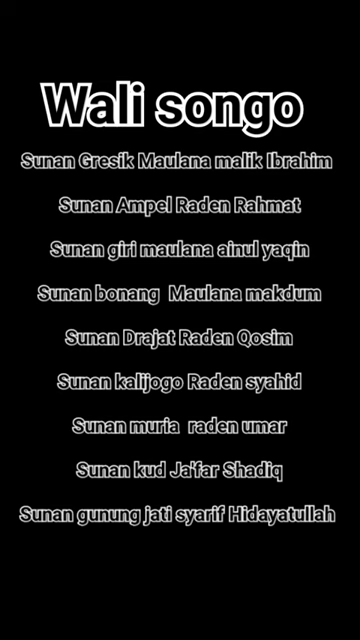 Wali songo
Sunan Gresik Maulana malik Ibrahim
Sunan Ampel Raden Rahmat
Sunan giri maulana ainul yaqin
Sunan bonang Maulana makdum
Sunan Drajat Raden Qosim
Sunan kalijogo Raden syahid
Sunan muria raden umar
Sunan kud Ja'far Shadiq
Sunan gunung jati syarif Hidayatullah